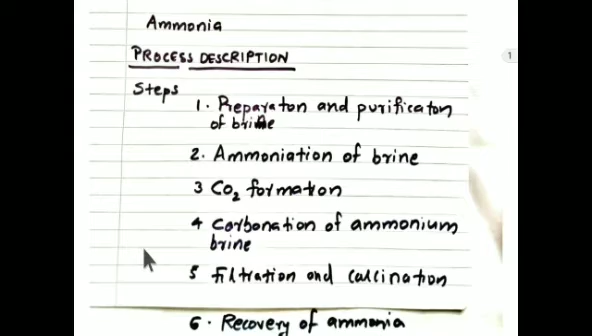 Ammonia
PROCESS DESCRIPTION
Steps
1. Preparaton and purificaton
of brine
2. Ammoniation of brine
3 CO₂ formation
4 Carbonation of ammonium
brine
5 filtration and calcination
6. Recovery of ammonia
1